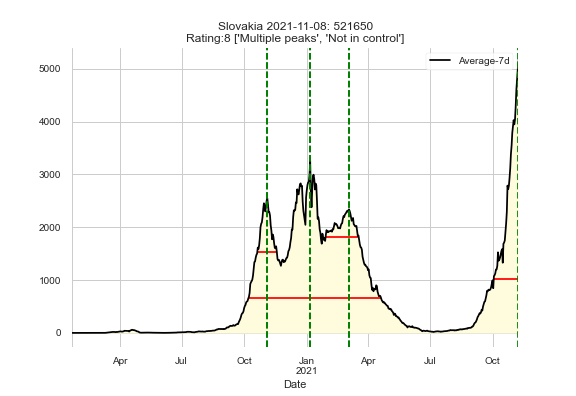 Slovakia 2021-11-08: 521650
Rating:8 ['Multiple peaks', 'Not in control']
Average-7d
5000
4000
3000
2000
1000
0
Apr
Jul
Oct
Jan
2021
Apr
Jul
Oct
Date